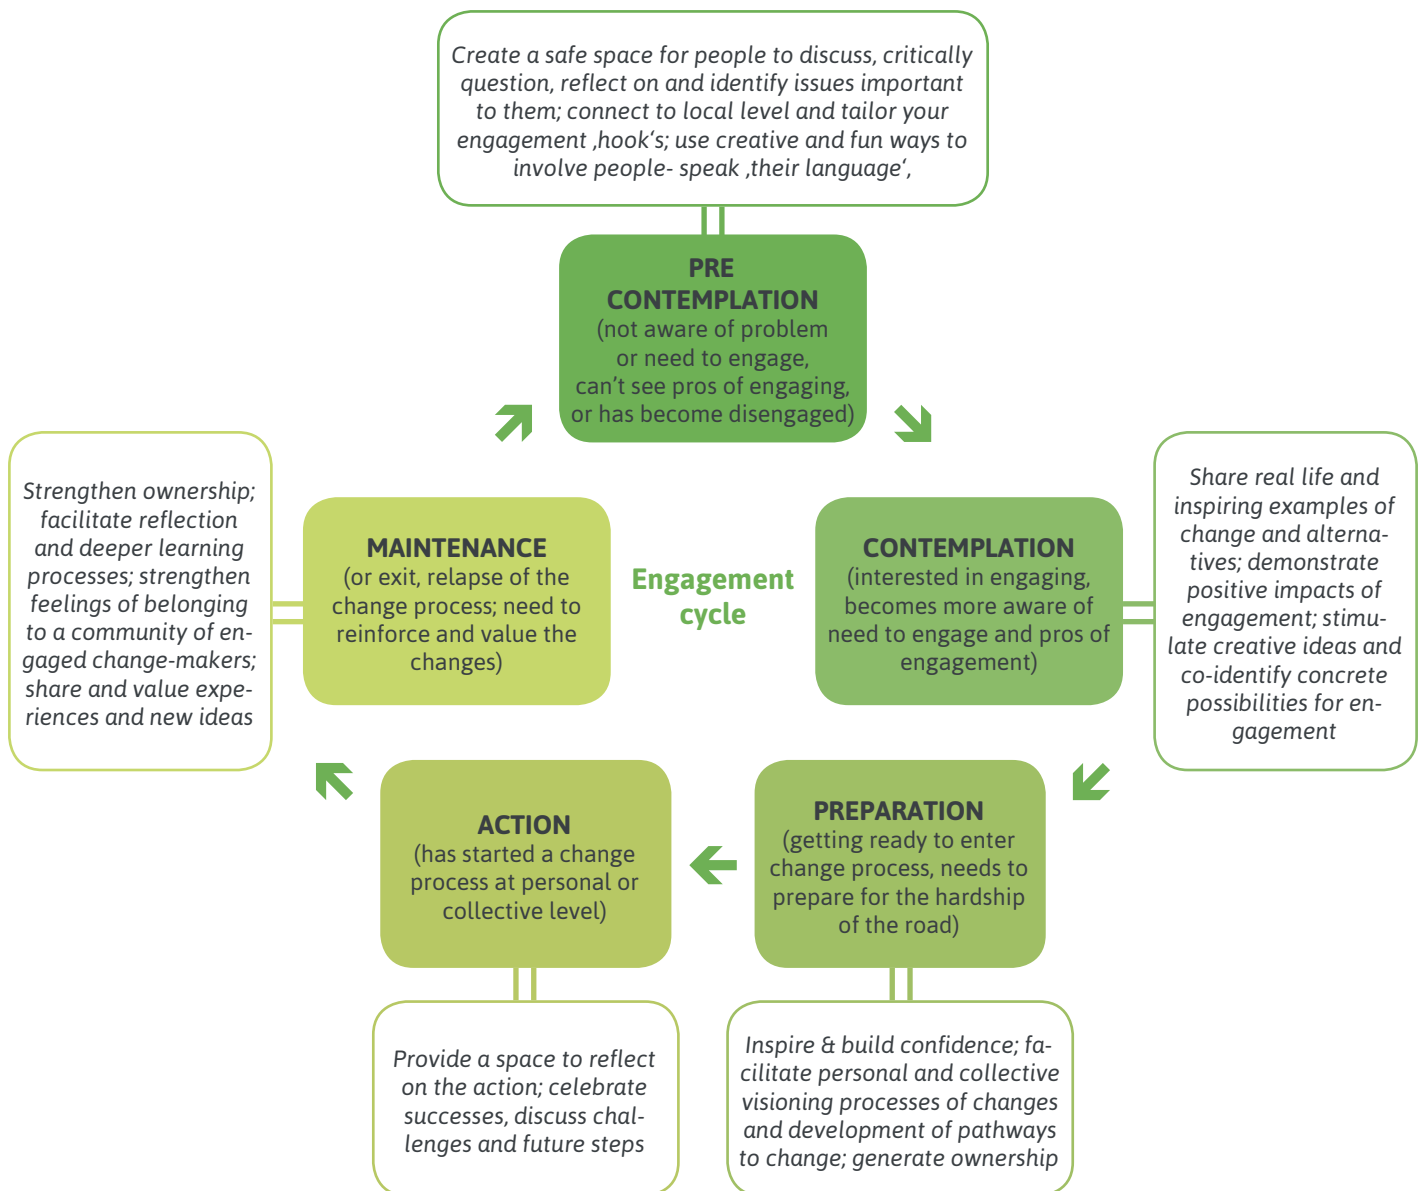 Create a safe space for people to discuss, critically
question, reflect on and identify issues important
to them; connect to local level and tailor your
engagement ‚hook‘s; use creative and fun ways to
involve people- speak ‚their language‘,
PRE
CONTEMPLATION
(not aware of problem
or need to engage,
can’t see pros of engaging,
or has become disengaged)
Engagement
cycle
CONTEMPLATION
(interested in engaging,
becomes more aware of
need to engage and pros of
engagement)
Share real life and
inspiring examples of
change and alterna-
tives; demonstrate
positive impacts of
engagement; stimu-
late creative ideas and
co-identify concrete
possibilities for en-
gagement
PREPARATION
(getting ready to enter
change process, needs to
prepare for the hardship
of the road)
Inspire & build confidence; fa-
cilitate personal and collective
visioning processes of changes
and development of pathways
to change; generate ownership
ACTION
(has started a change
process at personal or
collective level)
Provide a space to reflect
on the action; celebrate
successes, discuss chal-
lenges and future steps
MAINTENANCE
(or exit, relapse of the
change process; need to
reinforce and value the
changes)
Strengthen ownership;
facilitate reflection
and deeper learning
processes; strengthen
feelings of belonging
to a community of en-
gaged change-makers;
share and value expe-
riences and new ideas